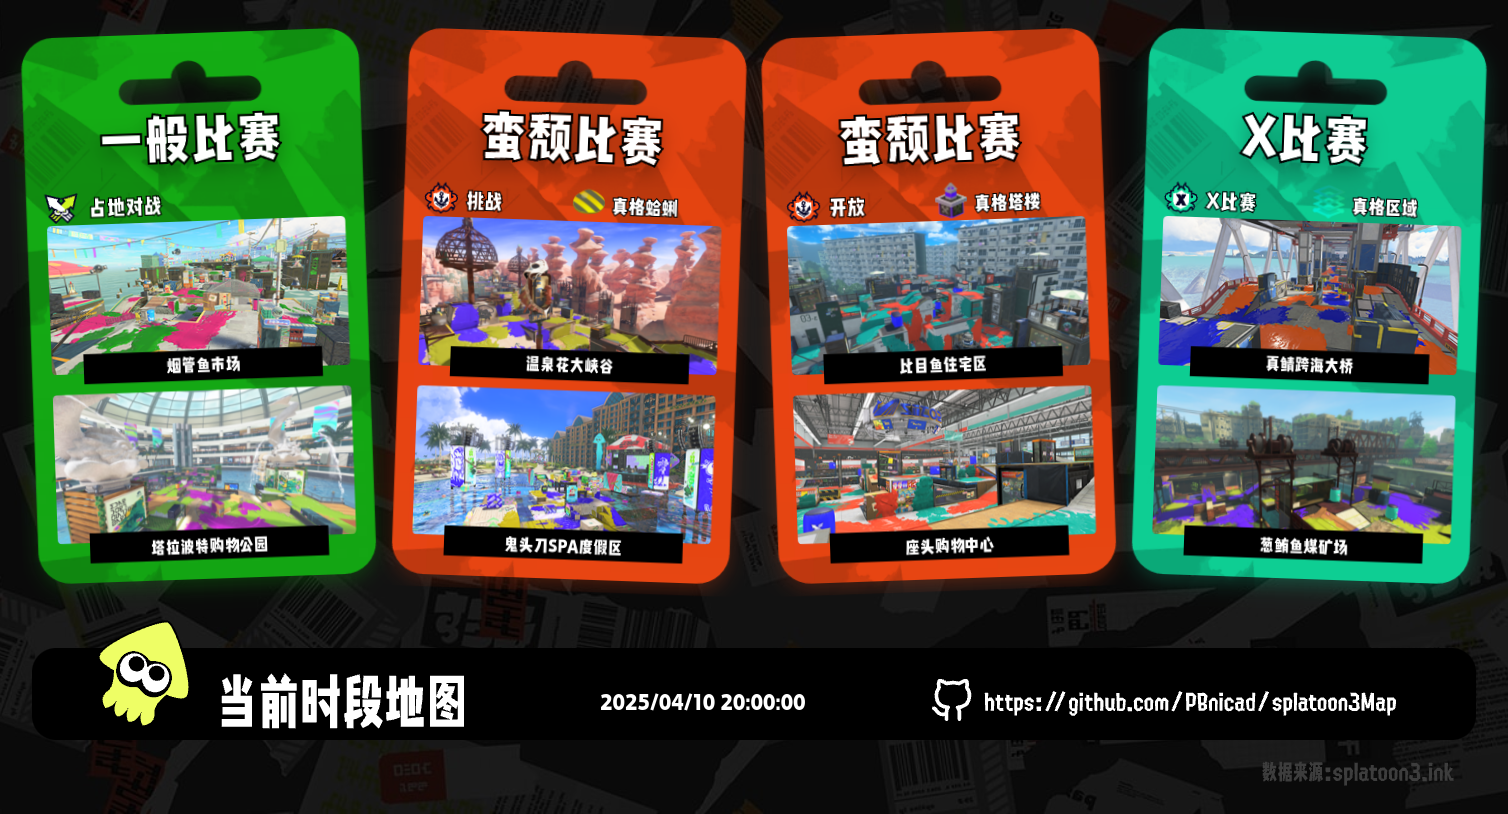 一般比赛
占地对战
烟管鱼市场
塔拉波特购物公园
蛮颓比赛
挑战
真格蛤蜊
温泉花大峡谷
鬼头刀SPA度假区
蛮颓比赛
开放
真格塔楼
比目鱼住宅区
座头购物中心
X比赛
X比赛
真格区域
真鲭跨海大桥
葱鲔鱼煤矿场
当前时段地图
2025/04/10 20:00:00
https://github.com/PBnicad/splatoon3Map
数据来源:splatoon3.ink